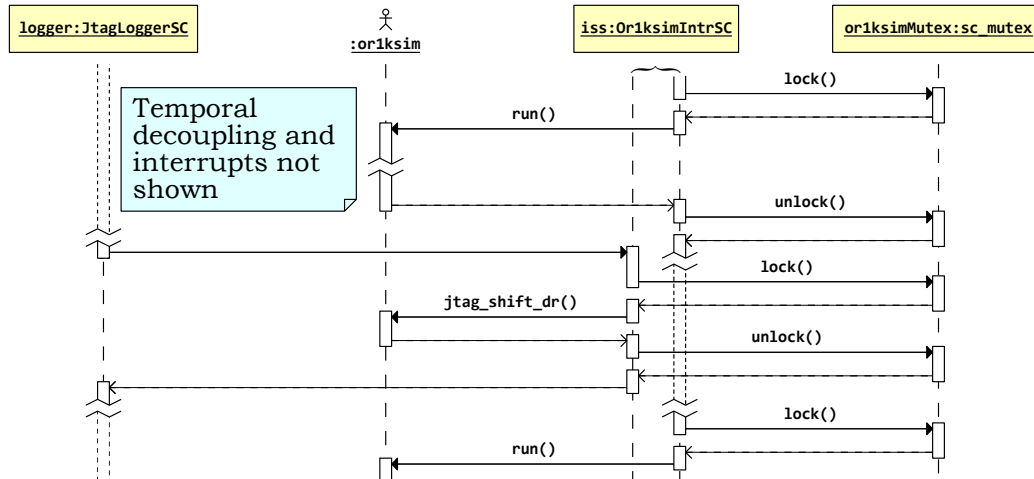 logger:JtagLoggerSC
:or1ksim
iss:Or1ksimIntrSC
or1ksimMutex:sc_mutex
Temporal
decoupling and
interrupts not
shown
lock()
run()
unlock()
lock()
jtag_shift_dr()
unlock()
lock()
run()